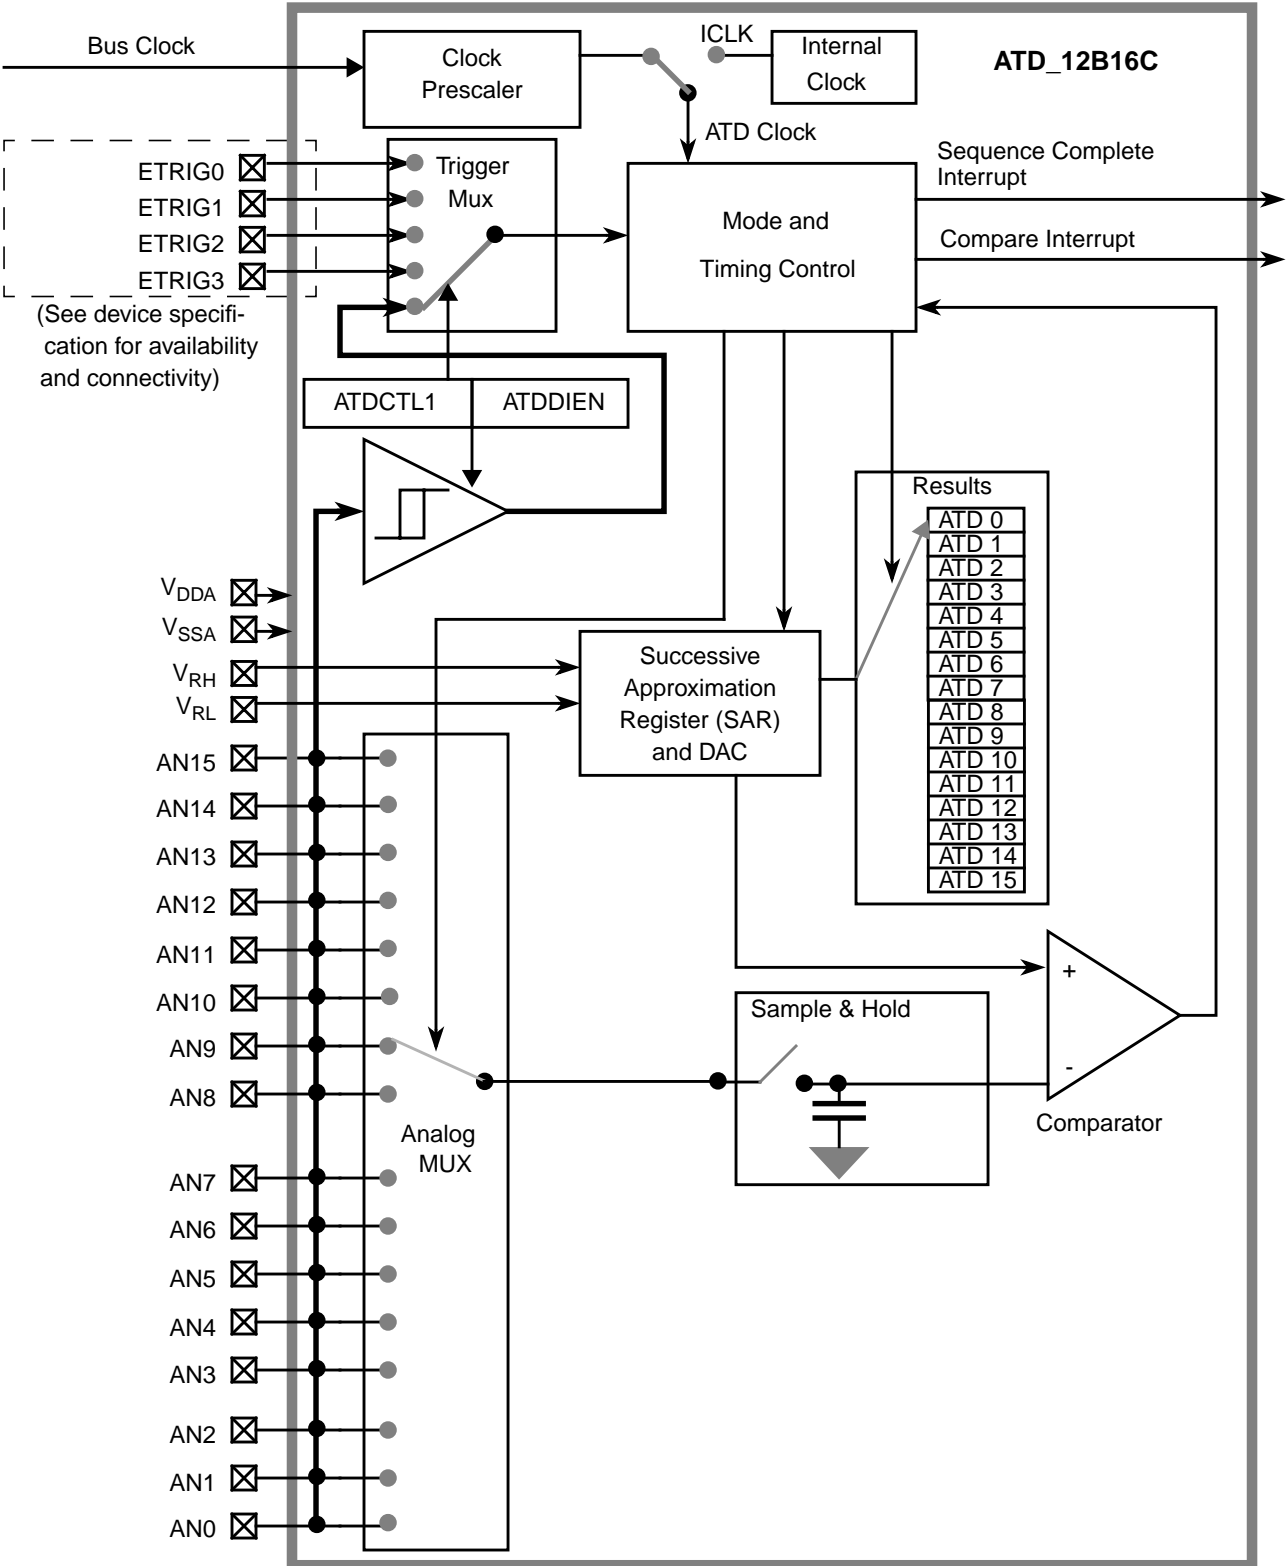 Bus Clock
Clock
Prescaler
ICLK
Internal
Clock
ATD_12B16C
ATD Clock
ETRIG0
ETRIG1
ETRIG2
ETRIG3
(See device specifi-
cation for availability
and connectivity)
Trigger
Mux
Mode and
Timing Control
Sequence Complete
Interrupt
Compare Interrupt
ATDCTL1
ATDDIEN
Results
ATD 0
ATD 1
ATD 2
ATD 3
ATD 4
ATD 5
ATD 6
ATD 7
ATD 8
ATD 9
ATD 10
ATD 11
ATD 12
ATD 13
ATD 14
ATD 15
VDDA
VSSA
VRH
VRL
Successive
Approximation
Register (SAR)
and DAC
AN15
AN14
AN13
AN12
AN11
AN10
AN9
AN8
AN7
AN6
AN5
AN4
AN3
AN2
AN1
AN0
Analog
MUX
Sample & Hold
+
-
Comparator